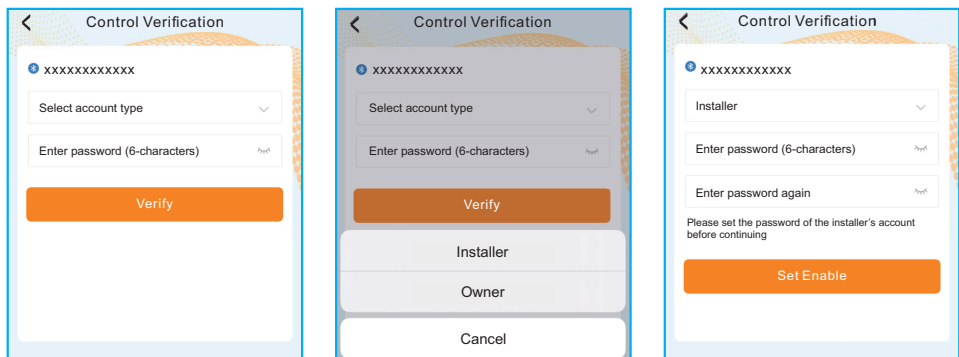 Control Verification
xxxxxxxxxxxx
Select account type
Enter password (6-characters)
Verify
Control Verification
xxxxxxxxxxxx
Select account type
Enter password (6-characters)
Verify
Installer
Owner
Cancel
Control Verification
xxxxxxxxxxxx
Installer
Enter password (6-characters)
Enter password again
Please set the password of the installer's account
before continuing
Set Enable